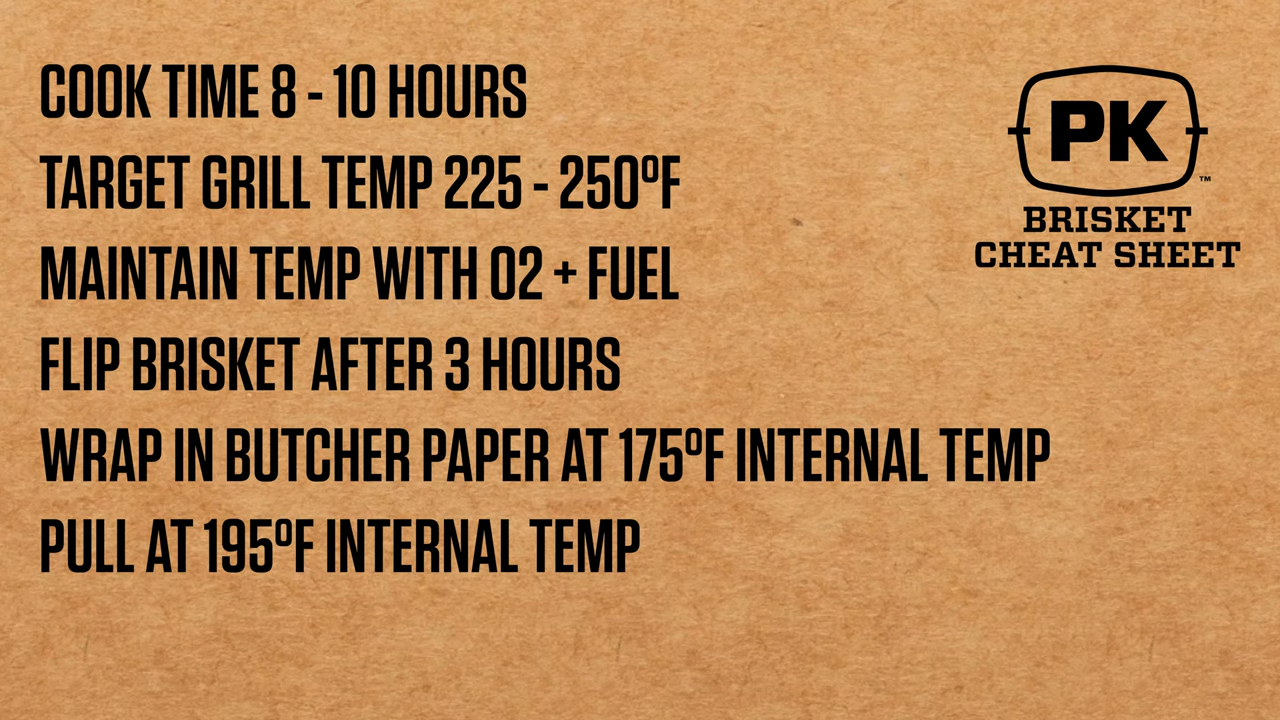 COOK TIME 8 - 10 HOURS
TARGET GRILL TEMP 225 - 250ºF
MAINTAIN TEMP WITH O2 + FUEL
FLIP BRISKET AFTER 3 HOURS
WRAP IN BUTCHER PAPER AT 175ºF INTERNAL TEMP
PULL AT 195ºF INTERNAL TEMP
PK™
BRISKET
CHEAT SHEET